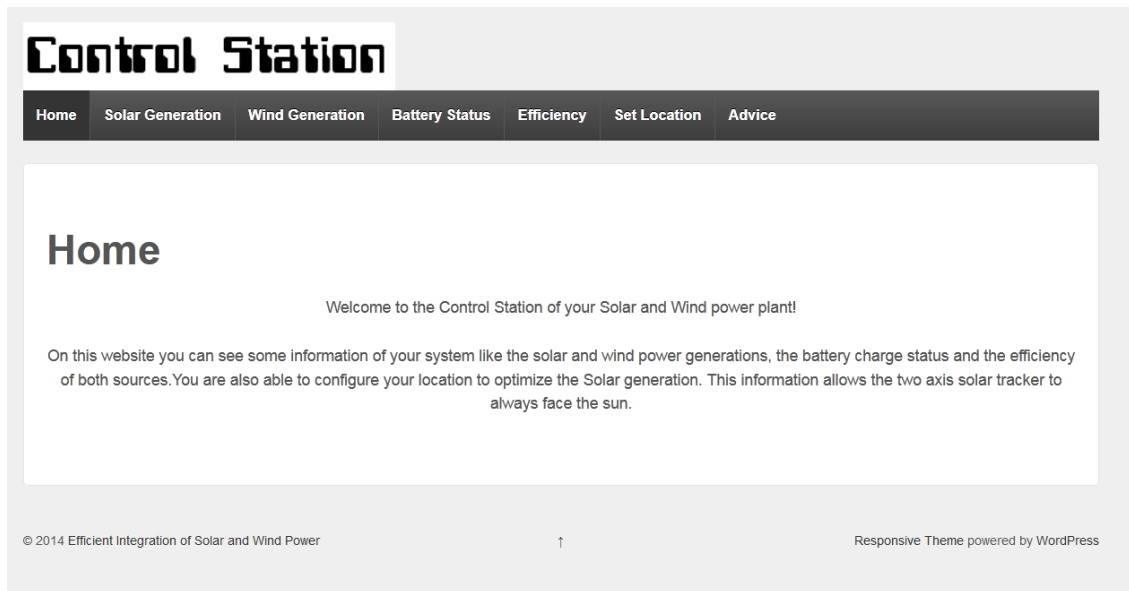 Control Station
Home Solar Generation Wind Generation Battery Status Efficiency Set Location Advice
Home
Welcome to the Control Station of your Solar and Wind power plant!
On this website you can see some information of your system like the solar and wind power generations, the battery charge status and the efficiency
of both sources.You are also able to configure your location to optimize the Solar generation. This information allows the two axis solar tracker to
always face the sun.
© 2014 Efficient Integration of Solar and Wind Power ↑ Responsive Theme powered by WordPress